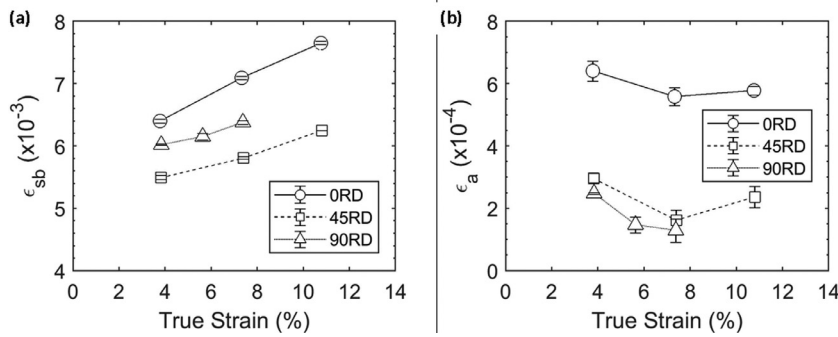 (a)
8
7
6
5
4
ϵsb (x10-3)
0RD
45RD
90RD
0 2 4 6 8 10 12 14
True Strain (%)
(b)
8
6
4
2
0
ϵa (x10-4)
0RD
45RD
90RD
0 2 4 6 8 10 12 14
True Strain (%)